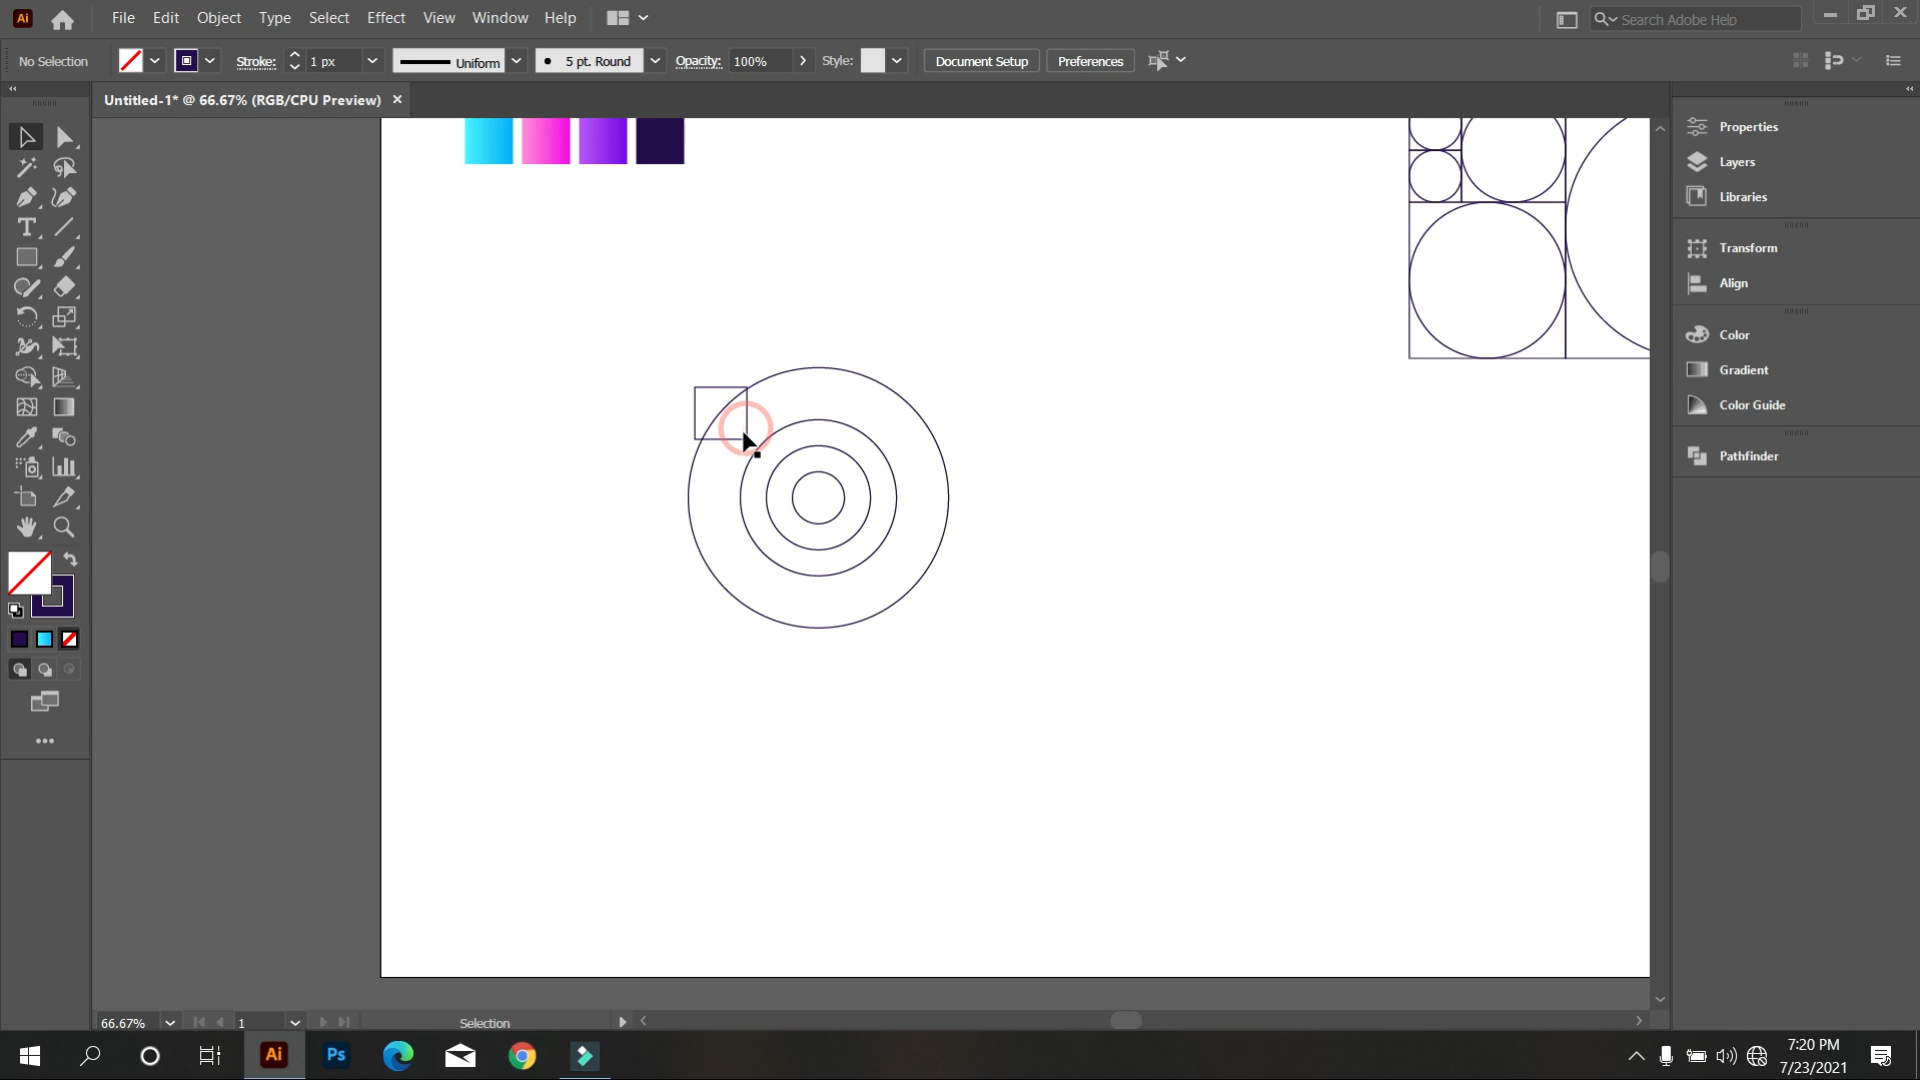 Ai
File Edit Object Type Select Effect View Window Help
Search Adobe Help
No Selection
Stroke: 1 px
Uniform
5 pt. Round
Opacity: 100%
Style:
Document Setup
Preferences
Untitled-1* @ 66.67% (RGB/CPU Preview)
Properties
Layers
Libraries
Transform
Align
Color
Gradient
Color Guide
Pathfinder
66.67%
1
Selection
Ai
Ps
7:20 PM
7/23/2021